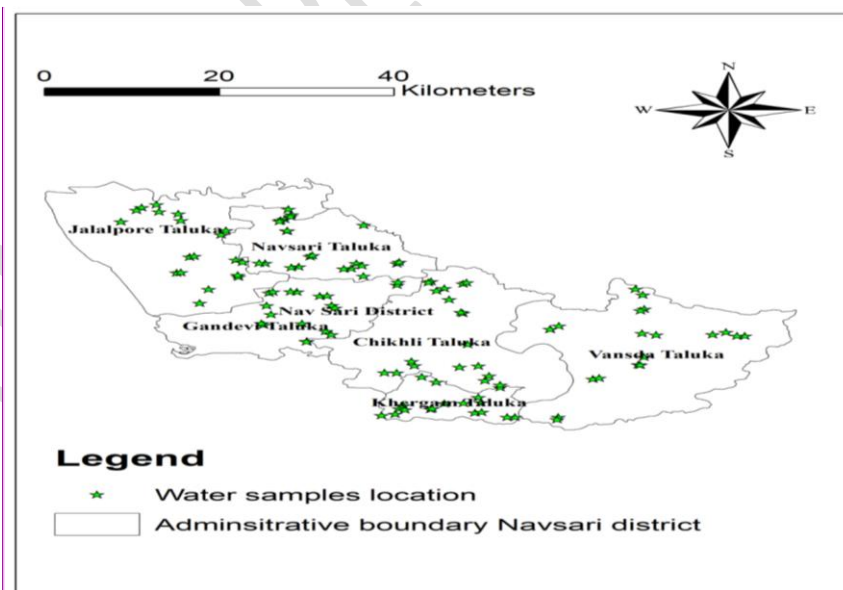 0 20 40
Kilometers
N
W E
S
Jalalpore Taluka
Navsari Taluka
Nav Sari District
Gandevi Taluka
Chikhli Taluka
Vansda Taluka
Khergam Taluka
Legend
Water samples location
Adminsitrative boundary Navsari district